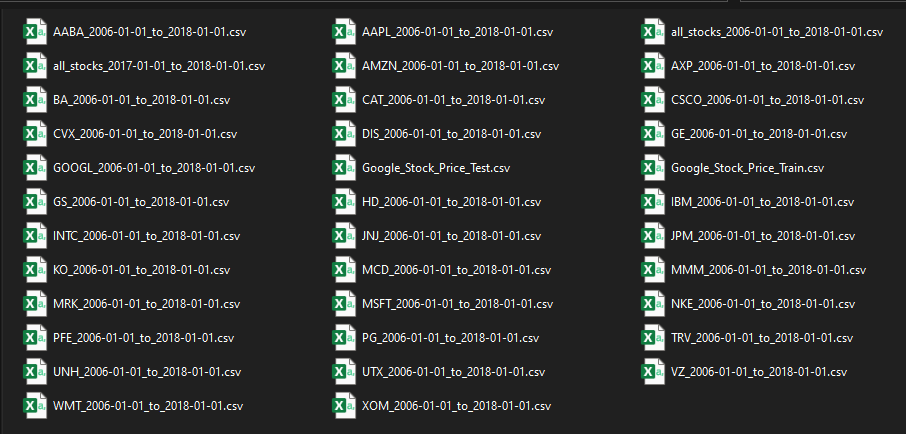 AABA_2006-01-01_to_2018-01-01.csv
AAPL_2006-01-01_to_2018-01-01.csv
all_stocks_2006-01-01_to_2018-01-01.csv
all_stocks_2017-01-01_to_2018-01-01.csv
AMZN_2006-01-01_to_2018-01-01.csv
AXP_2006-01-01_to_2018-01-01.csv
BA_2006-01-01_to_2018-01-01.csv
CAT_2006-01-01_to_2018-01-01.csv
CSCO_2006-01-01_to_2018-01-01.csv
CVX_2006-01-01_to_2018-01-01.csv
DIS_2006-01-01_to_2018-01-01.csv
GE_2006-01-01_to_2018-01-01.csv
GOOGL_2006-01-01_to_2018-01-01.csv
Google_Stock_Price_Test.csv
Google_Stock_Price_Train.csv
GS_2006-01-01_to_2018-01-01.csv
HD_2006-01-01_to_2018-01-01.csv
IBM_2006-01-01_to_2018-01-01.csv
INTC_2006-01-01_to_2018-01-01.csv
JNJ_2006-01-01_to_2018-01-01.csv
JPM_2006-01-01_to_2018-01-01.csv
KO_2006-01-01_to_2018-01-01.csv
MCD_2006-01-01_to_2018-01-01.csv
MMM_2006-01-01_to_2018-01-01.csv
MRK_2006-01-01_to_2018-01-01.csv
MSFT_2006-01-01_to_2018-01-01.csv
NKE_2006-01-01_to_2018-01-01.csv
PFE_2006-01-01_to_2018-01-01.csv
PG_2006-01-01_to_2018-01-01.csv
TRV_2006-01-01_to_2018-01-01.csv
UNH_2006-01-01_to_2018-01-01.csv
UTX_2006-01-01_to_2018-01-01.csv
VZ_2006-01-01_to_2018-01-01.csv
WMT_2006-01-01_to_2018-01-01.csv
XOM_2006-01-01_to_2018-01-01.csv